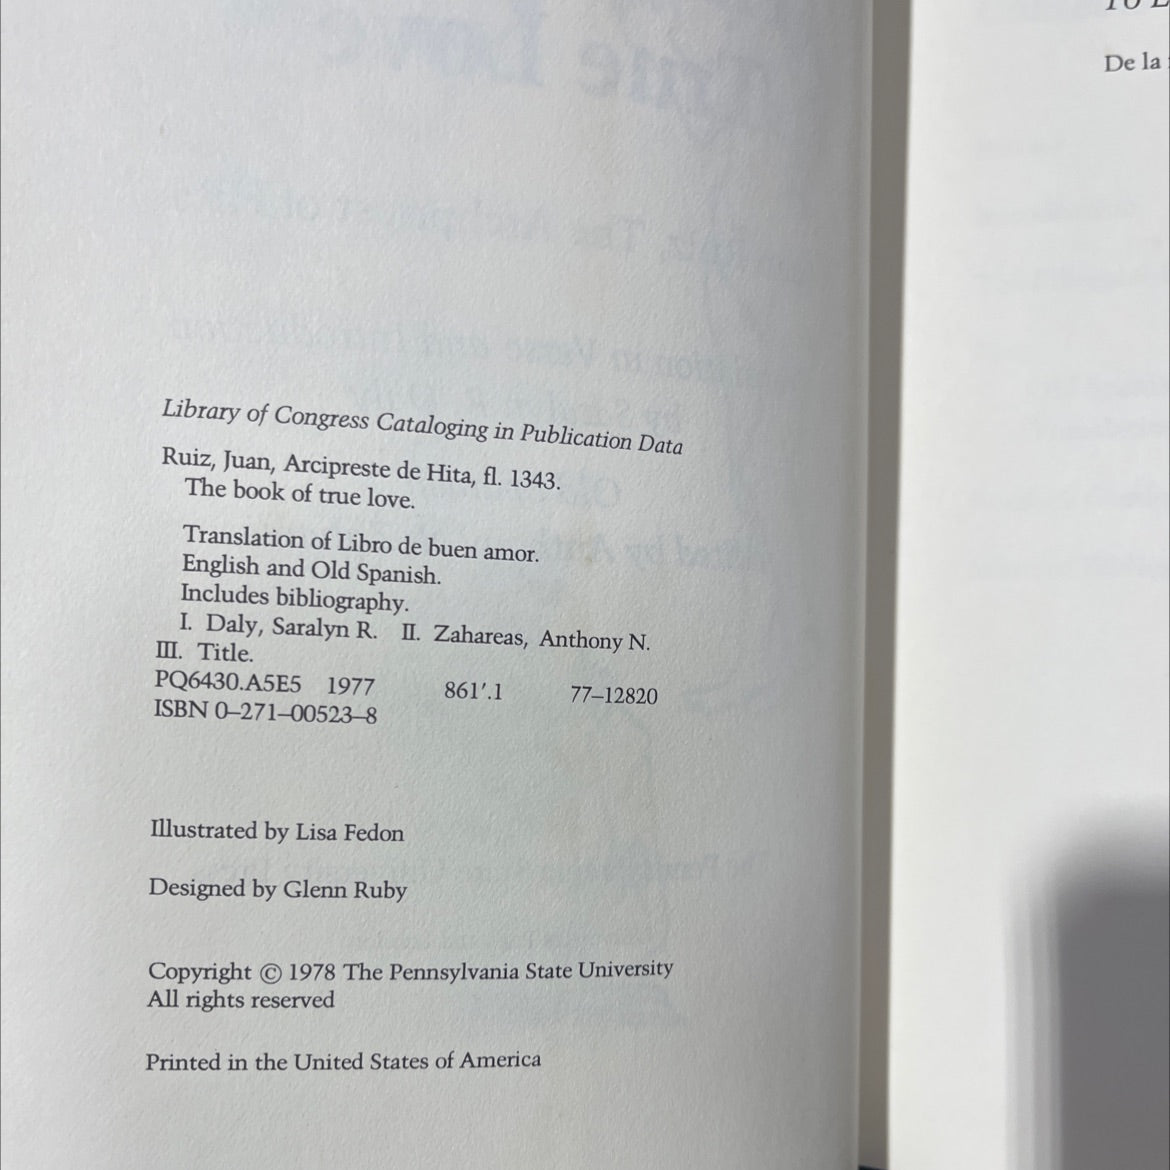 Library of Congress Cataloging in Publication Data
Ruiz, Juan, Arcipreste de Hita, fl. 1343.
The book of true love.
Translation of Libro de buen amor.
English and Old Spanish.
Includes bibliography.
I. Daly, Saralyn R. II. Zahareas, Anthony N.
III. Title.
PQ6430.A5E5 1977 861′.1 77–12820
ISBN 0–271–00523–8
Illustrated by Lisa Fedon
Designed by Glenn Ruby
Copyright © 1978 The Pennsylvania State University
All rights reserved
Printed in the United States of America
De la